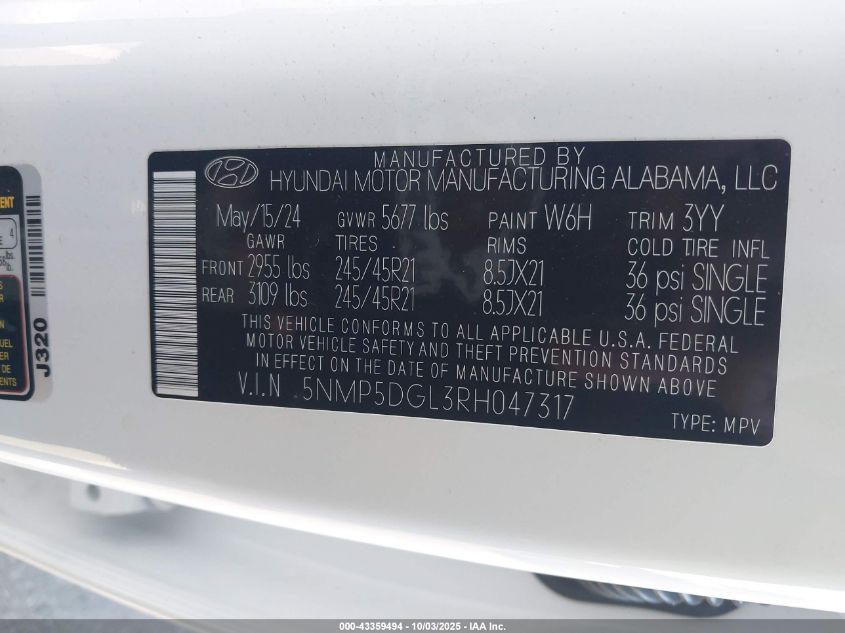 MANUFACTURED BY
HYUNDAI MOTOR MANUFACTURING ALABAMA, LLC
May/15/24 GVWR 5677 lbs PAINT W6H TRIM 3YY
GAWR TIRES RIMS COLD TIRE INFL
FRONT 2955 lbs 245/45R21 8.5JX21 36 psi SINGLE
REAR 3109 lbs 245/45R21 8.5JX21 36 psi SINGLE
THIS VEHICLE CONFORMS TO ALL APPLICABLE U.S.A. FEDERAL
MOTOR VEHICLE SAFETY AND THEFT PREVENTION STANDARDS
IN EFFECT ON THE DATE OF MANUFACTURE SHOWN ABOVE
V.I.N 5NMP5DGL3RH047317
TYPE: MPV
J320
4
DE
DE
ENTS
000-43359494 - 10/03/2025 - IAA Inc.